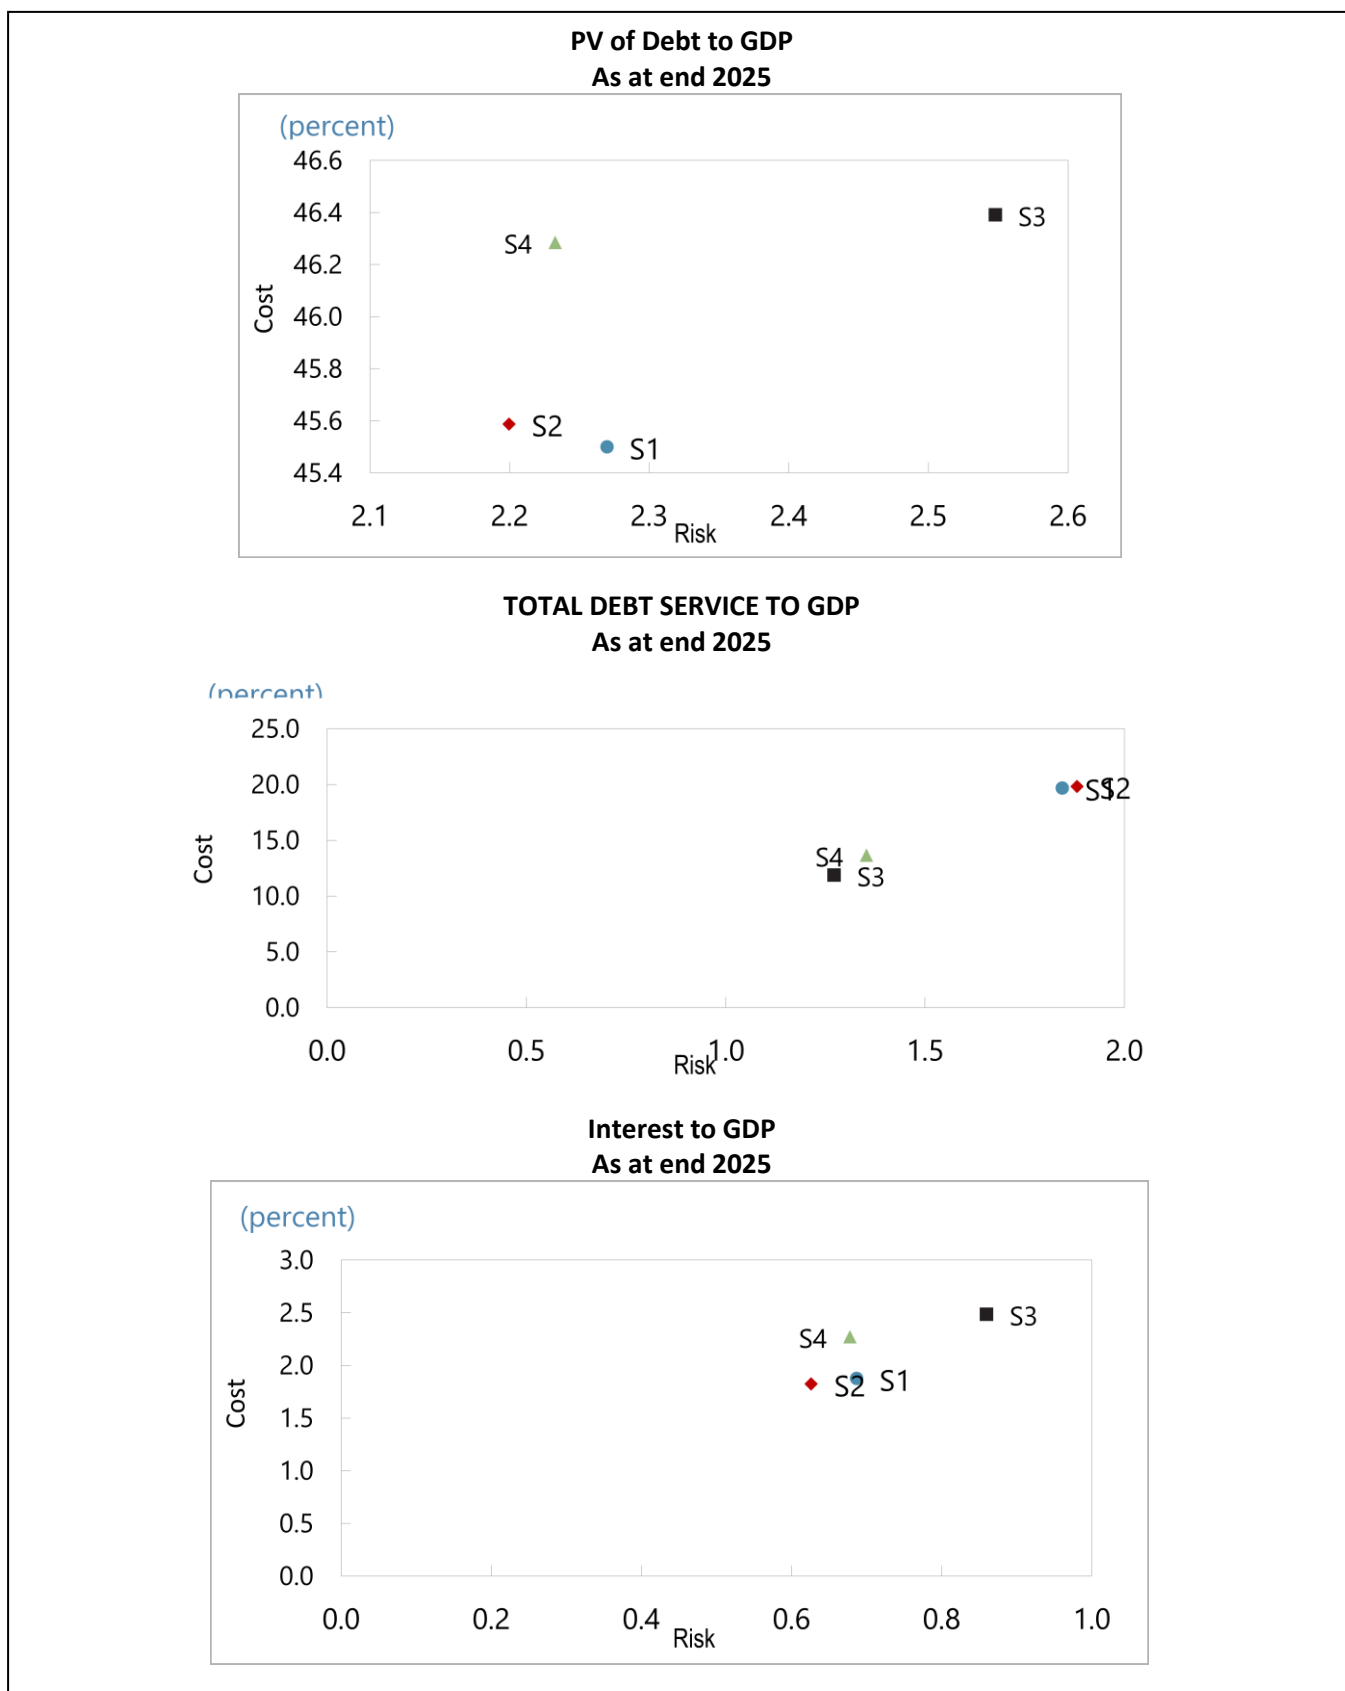 PV of Debt to GDP
As at end 2025
(percent)
46.6
46.4
46.2
46.0
45.8
45.6
45.4
Cost
S3
S4
S2
S1
2.1 2.2 2.3 2.4 2.5 2.6
Risk
TOTAL DEBT SERVICE TO GDP
As at end 2025
(percent)
25.0
20.0
15.0
10.0
5.0
0.0
Cost
S1
S2
S4
S3
0.0 0.5 1.0 1.5 2.0
Risk
Interest to GDP
As at end 2025
(percent)
3.0
2.5
2.0
1.5
1.0
0.5
0.0
Cost
S3
S4
S2
S1
0.0 0.2 0.4 0.6 0.8 1.0
Risk